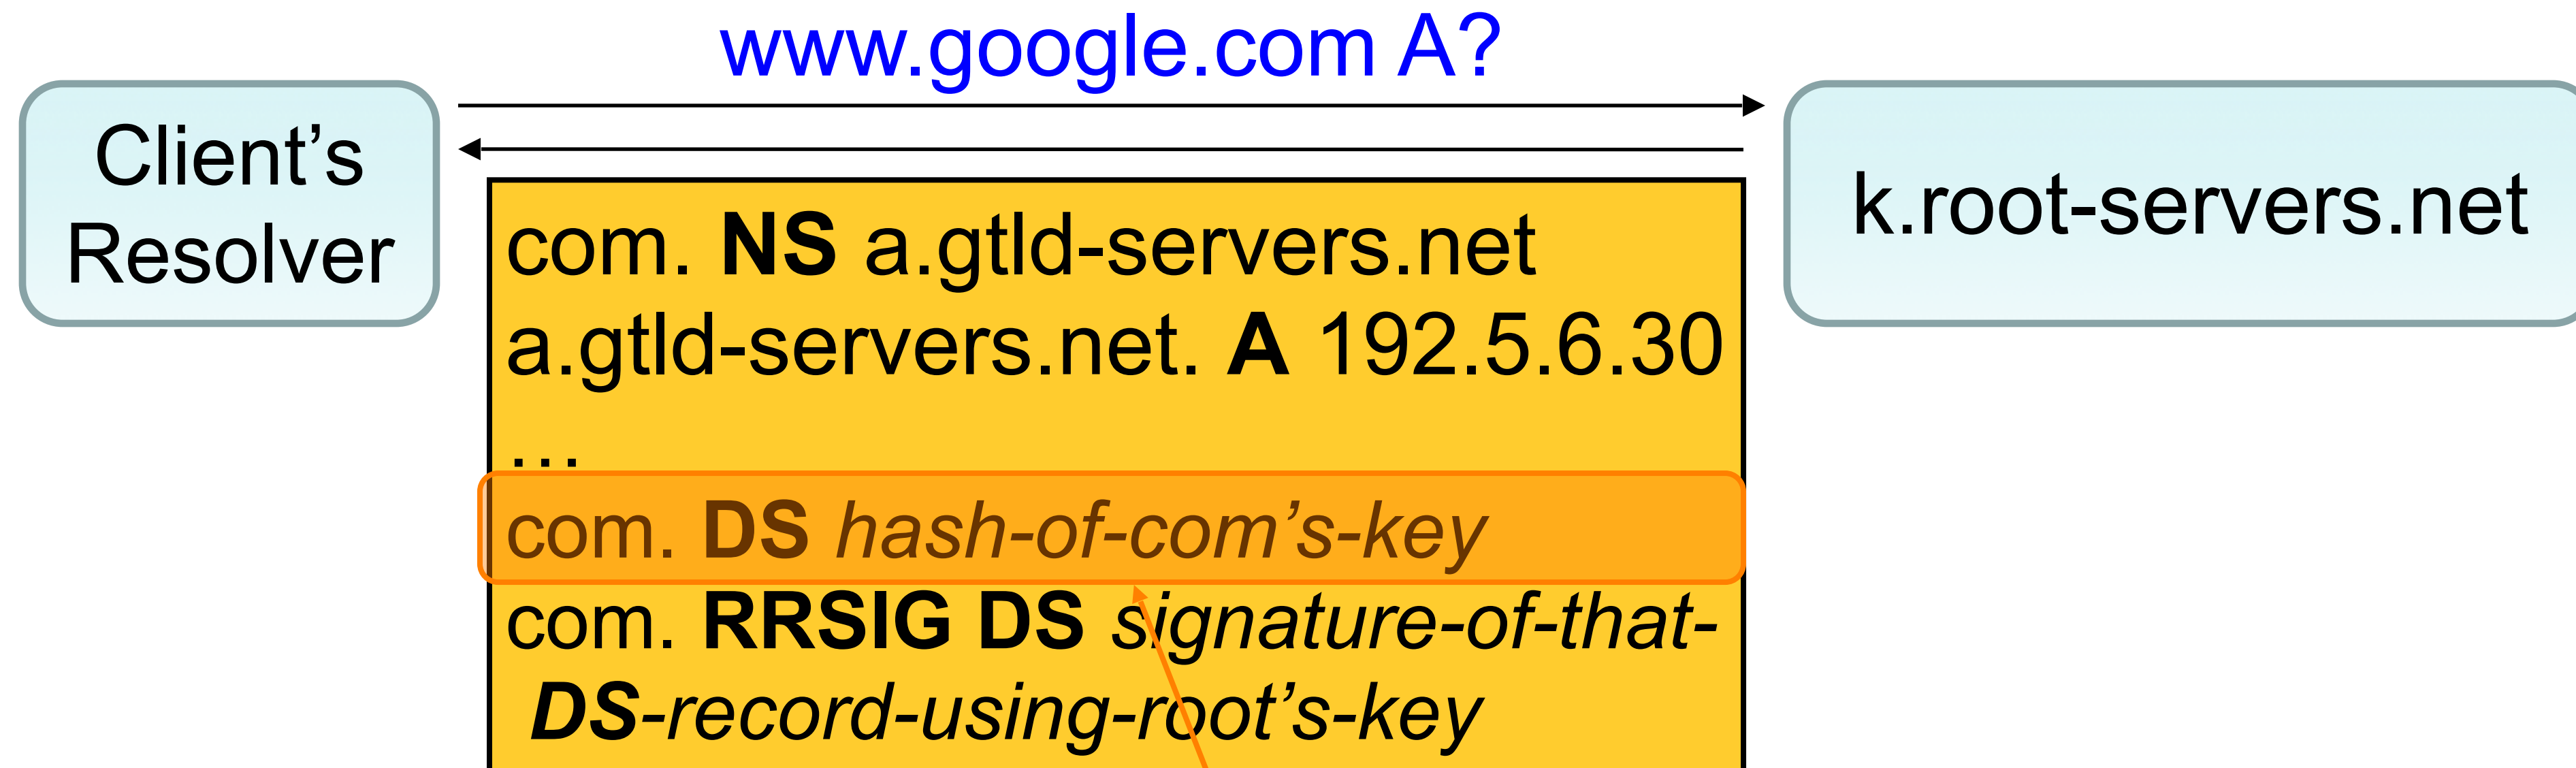 www.google.com A?
Client’s
Resolver
k.root-servers.net
com. NS a.gtld-servers.net
a.gtld-servers.net. A 192.5.6.30
…
com. DS hash-of-com’s-key
com. RRSIG DS signature-of-that-
DS-record-using-root’s-key